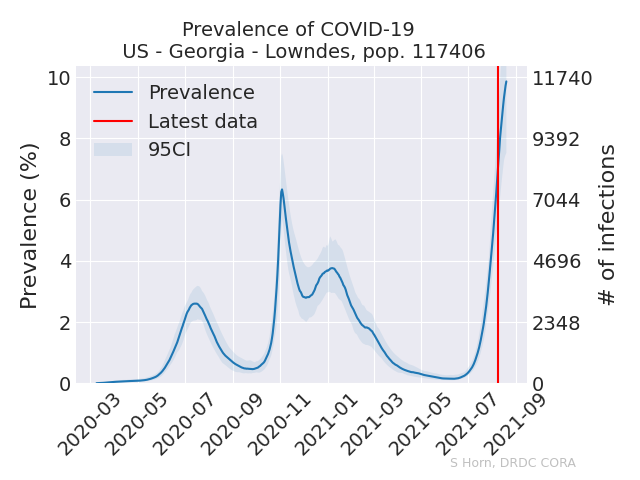 Prevalence of COVID-19
US - Georgia - Lowndes, pop. 117406
Prevalence (%)
10
8
6
4
2
0
Prevalence
Latest data
95CI
11740
9392
7044
4696
2348
0
# of infections
2020-03
2020-05
2020-07
2020-09
2020-11
2021-01
2021-03
2021-05
2021-07
2021-09
S Horn, DRDC CORA